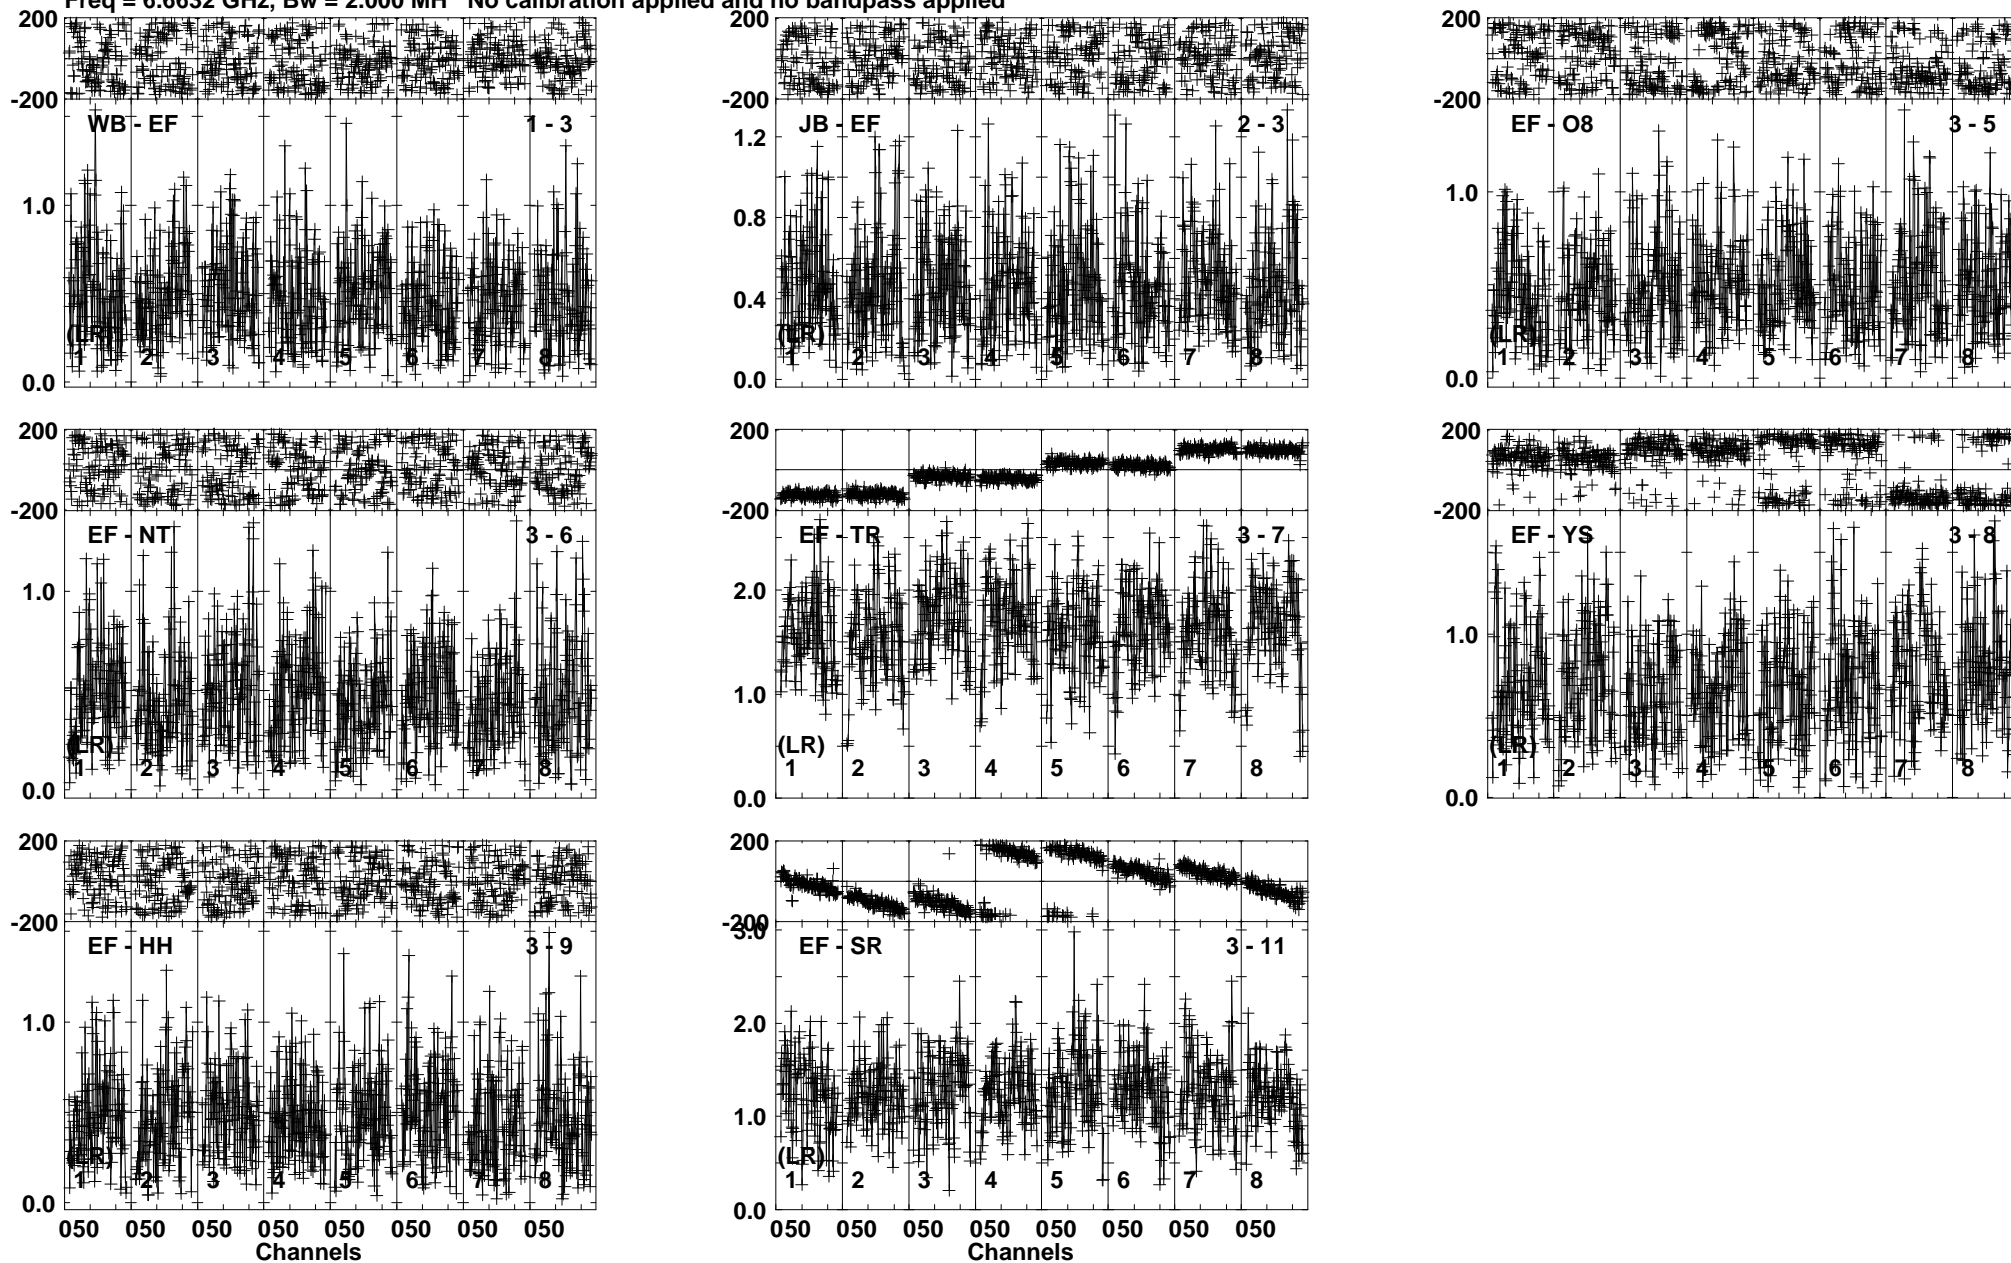 Freq = 6.6632 GHz, Bw = 2.000 MH No calibration applied and no bandpass applied
200 200 200
-200 -200 -200
WB - EF 1 - 3 JB - EF 2 - 3 EF - O8 3 - 5
1.2
1.0 1.0
0.8
0.4
(LR) (LR) (LR)
1 2 3 4 5 6 7 8 1 2 3 4 5 6 7 8 1 2 3 4 5 6 7 8
0.0 0.0 0.0
200 200 200
-200 -200 -200
EF - NT 3 - 6 EF - TR 3 - 7 EF - YS 3 - 8
1.0 2.0 1.0
1.0
(LR) (LR) (LR)
1 2 3 4 5 6 7 8 1 2 3 4 5 6 7 8 1 2 3 4 5 6 7 8
0.0 0.0 0.0
200 200
-200 -200
3.0
EF - HH 3 - 9 EF - SR 3 - 11
1.0 2.0
1.0
(LR) (LR)
1 2 3 4 5 6 7 8 1 2 3 4 5 6 7 8
0.0 0.0
050 050 050 050 050 050 050 050 050 050 050 050 050 050 050 050
Channels Channels